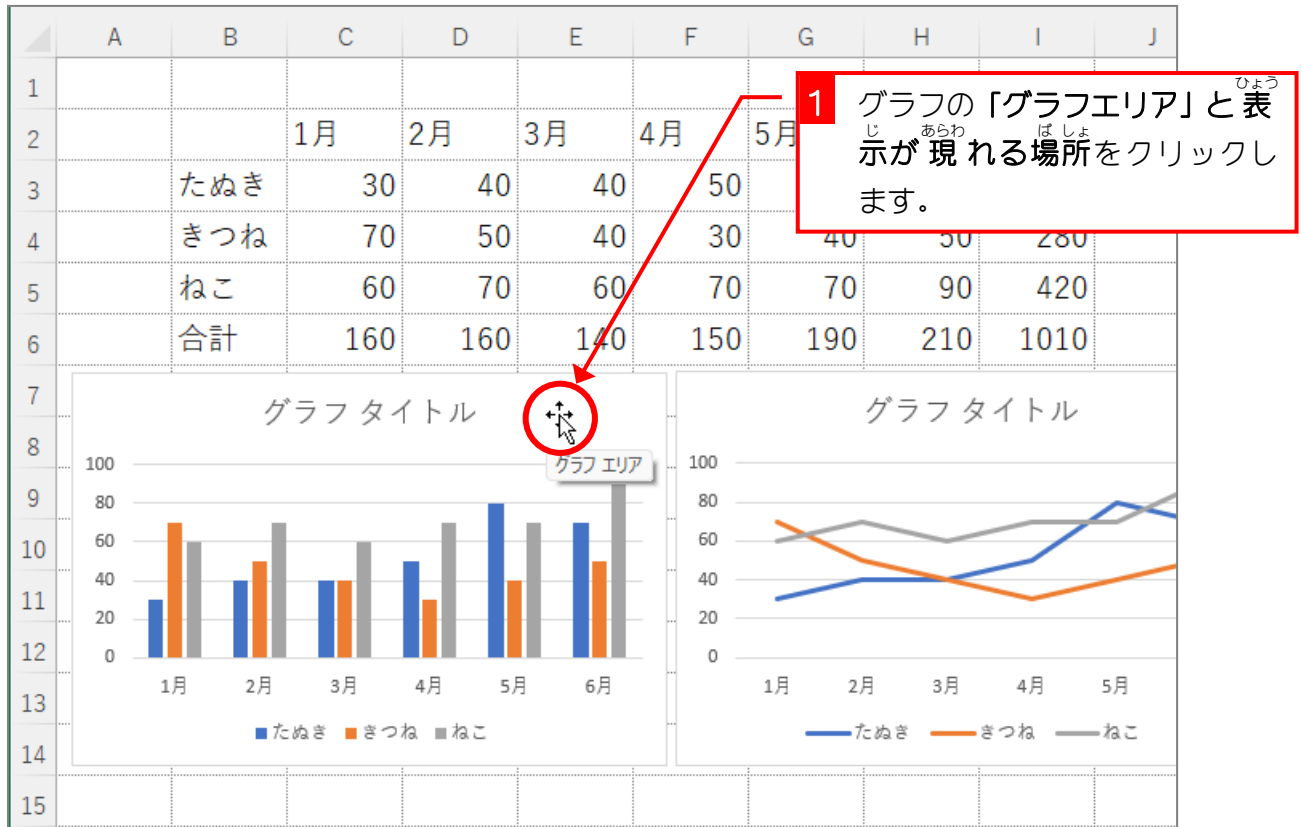 A B C D E F G H I J
1
2 1月 2月 3月 4月 5月
3 たぬき 30 40 40 50
4 きつね 70 50 40 30 40 50 280
5 ねこ 60 70 60 70 70 90 420
6 合計 160 160 140 150 190 210 1010
7
8
9
10
11
12
13
14
15
1
ひょう
グラフの「グラフエリア」と表
じ あらわ ば しょ
示が現れる場所をクリックし
ます。
グラフ タイトル
グラフ エリア
100
80
60
40
20
0
1月 2月 3月 4月 5月 6月
たぬき きつね ねこ
グラフ タイトル
100
80
60
40
20
0
1月 2月 3月 4月 5月
たぬき きつね ねこ